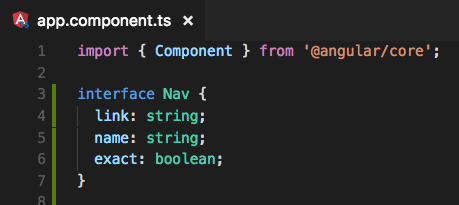 app.component.ts ×
1 import { Component } from '@angular/core';
2
3 interface Nav {
4 link: string;
5 name: string;
6 exact: boolean;
7 }
8